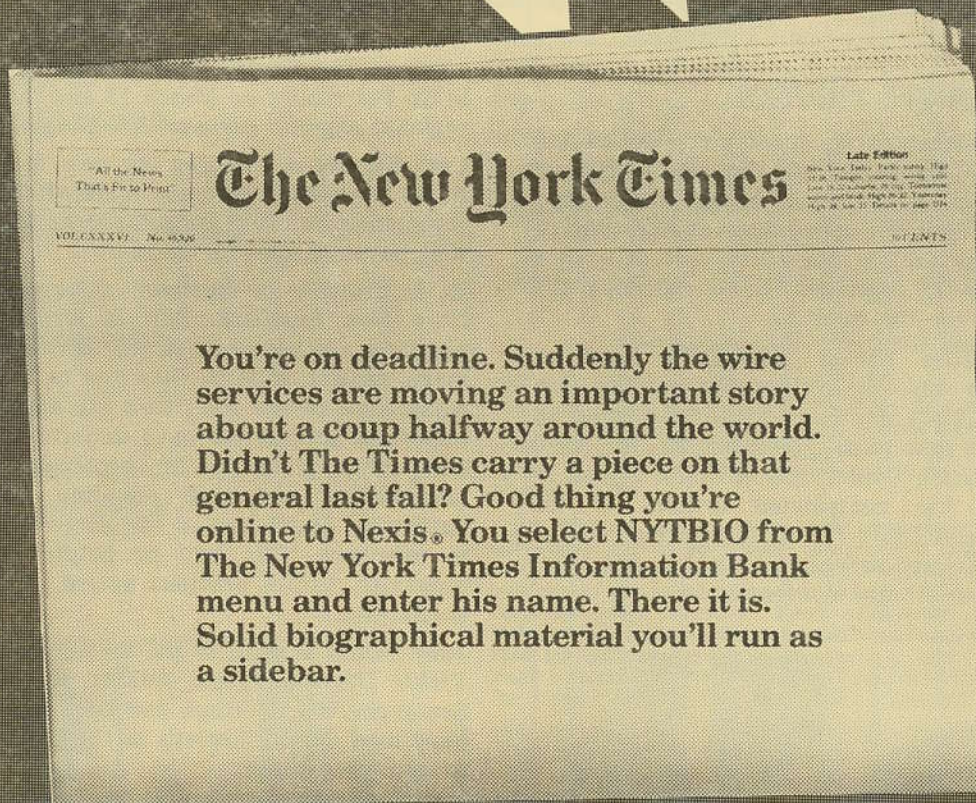 "All the News
That's Fit to Print"
The New York Times
Late Edition
VOL.CXXXVI
CENTS
You're on deadline. Suddenly the wire
services are moving an important story
about a coup halfway around the world.
Didn't The Times carry a piece on that
general last fall? Good thing you're
online to Nexis® You select NYTBIO from
The New York Times Information Bank
menu and enter his name. There it is.
Solid biographical material you'll run as
a sidebar.